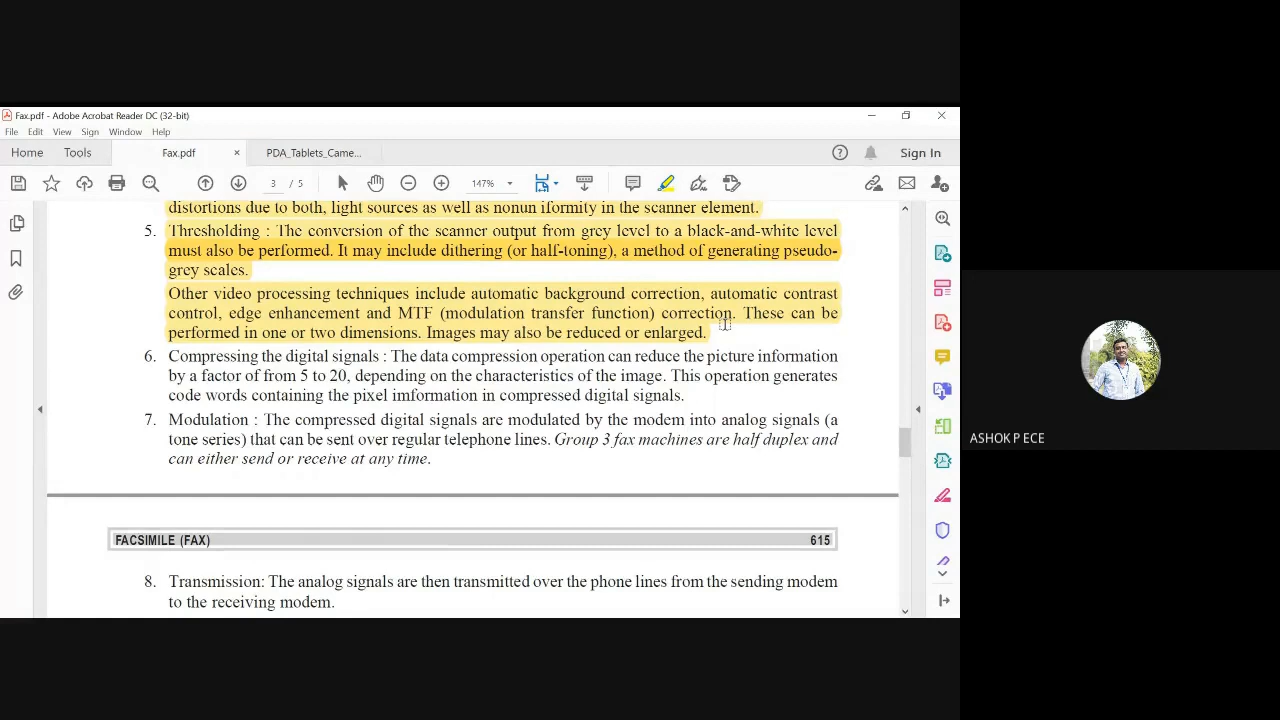 Fax.pdf - Adobe Acrobat Reader DC (32-bit)
File Edit View Sign Window Help
Home Tools Fax.pdf × PDA_Tablets_Came... Sign In
3 / 5 147%
distortions due to both, light sources as well as nonun iformity in the scanner element.
5. Thresholding : The conversion of the scanner output from grey level to a black-and-white level
must also be performed. It may include dithering (or half-toning), a method of generating pseudo-
grey scales.
Other video processing techniques include automatic background correction, automatic contrast
control, edge enhancement and MTF (modulation transfer function) correction. These can be
performed in one or two dimensions. Images may also be reduced or enlarged.
6. Compressing the digital signals : The data compression operation can reduce the picture information
by a factor of from 5 to 20, depending on the characteristics of the image. This operation generates
code words containing the pixel imformation in compressed digital signals.
7. Modulation : The compressed digital signals are modulated by the modem into analog signals (a
tone series) that can be sent over regular telephone lines. Group 3 fax machines are half duplex and
can either send or receive at any time.
FACSIMILE (FAX) 615
8. Transmission: The analog signals are then transmitted over the phone lines from the sending modem
to the receiving modem.
ASHOK P ECE